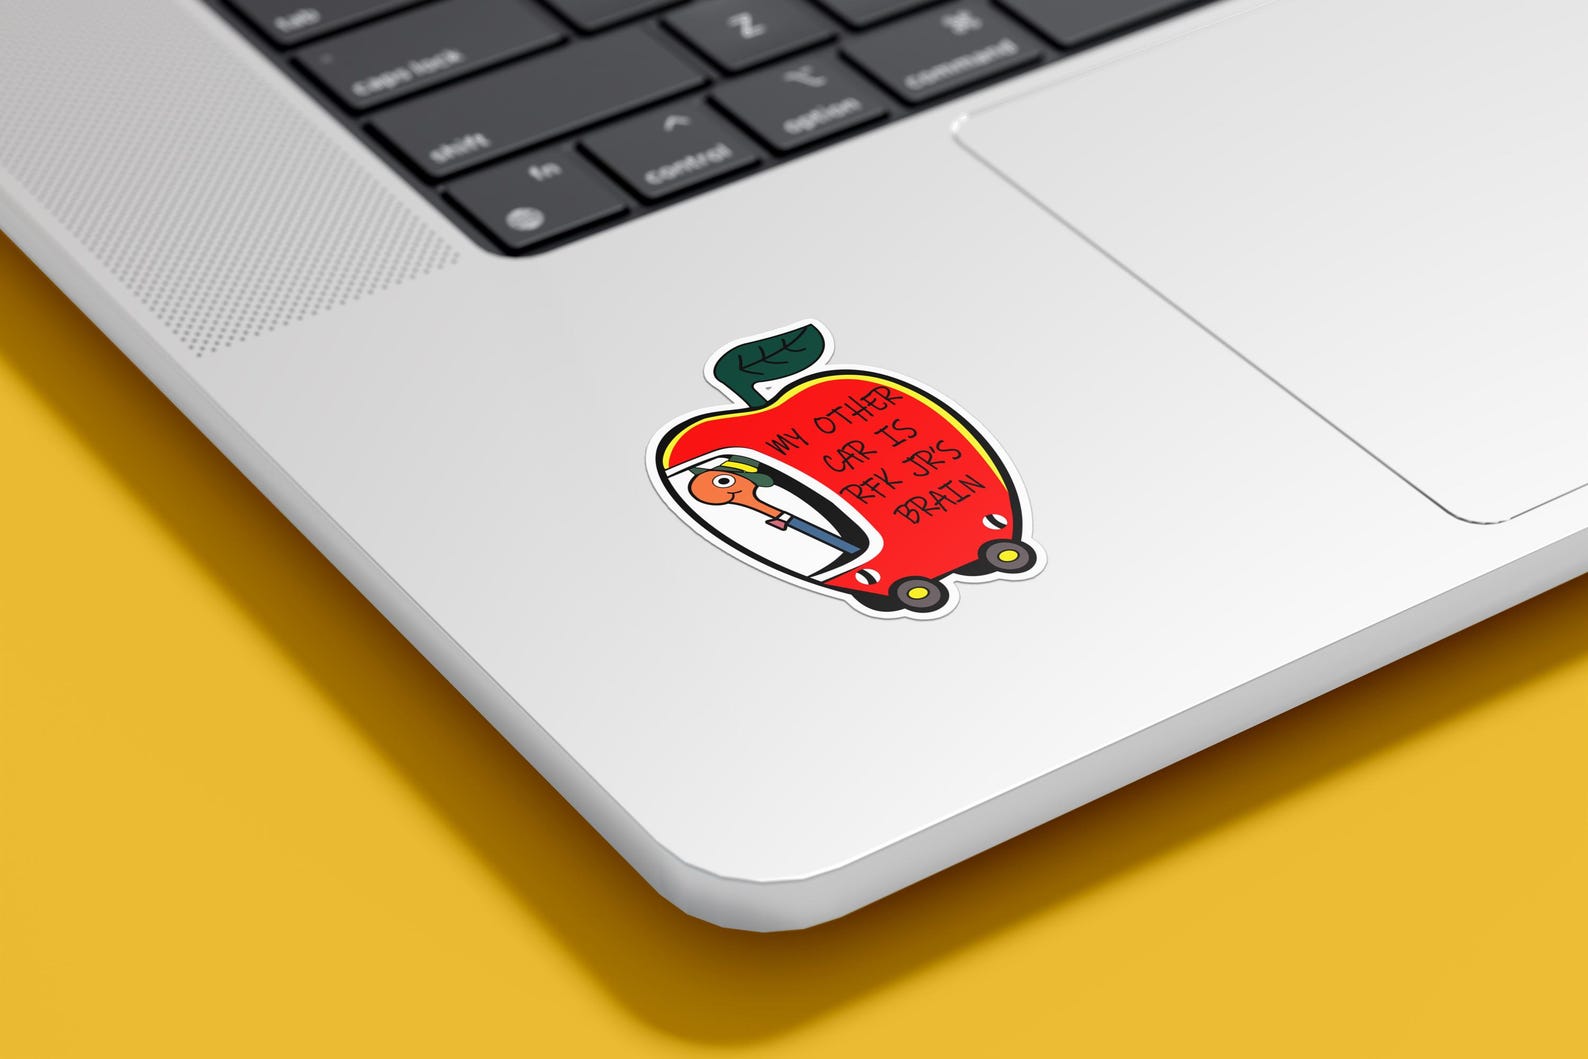 tab
caps lock
Z
⌘
command
shift
⌥
option
^
control
fn
MY OTHER
CAR IS
RFK JR'S
BRAIN